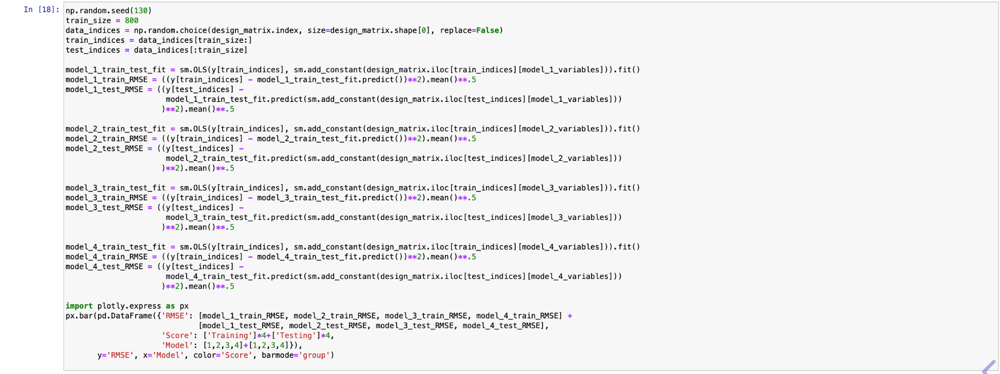 In [18]: np.random.seed(130)
train_size = 800
data_indices = np.random.choice(design_matrix.index, size=design_matrix.shape[0], replace=False)
train_indices = data_indices[train_size:]
test_indices = data_indices[:train_size]

model_1_train_test_fit = sm.OLS(y[train_indices], sm.add_constant(design_matrix.iloc[train_indices][model_1_variables])).fit()
model_1_train_RMSE = ((y[train_indices] - model_1_train_test_fit.predict())**2).mean()**.5
model_1_test_RMSE = ((y[test_indices] -
                      model_1_train_test_fit.predict(sm.add_constant(design_matrix.iloc[test_indices][model_1_variables]))
                     )**2).mean()**.5

model_2_train_test_fit = sm.OLS(y[train_indices], sm.add_constant(design_matrix.iloc[train_indices][model_2_variables])).fit()
model_2_train_RMSE = ((y[train_indices] - model_2_train_test_fit.predict())**2).mean()**.5
model_2_test_RMSE = ((y[test_indices] -
                      model_2_train_test_fit.predict(sm.add_constant(design_matrix.iloc[test_indices][model_2_variables]))
                     )**2).mean()**.5

model_3_train_test_fit = sm.OLS(y[train_indices], sm.add_constant(design_matrix.iloc[train_indices][model_3_variables])).fit()
model_3_train_RMSE = ((y[train_indices] - model_3_train_test_fit.predict())**2).mean()**.5
model_3_test_RMSE = ((y[test_indices] -
                      model_3_train_test_fit.predict(sm.add_constant(design_matrix.iloc[test_indices][model_3_variables]))
                     )**2).mean()**.5

model_4_train_test_fit = sm.OLS(y[train_indices], sm.add_constant(design_matrix.iloc[train_indices][model_4_variables])).fit()
model_4_train_RMSE = ((y[train_indices] - model_4_train_test_fit.predict())**2).mean()**.5
model_4_test_RMSE = ((y[test_indices] -
                      model_4_train_test_fit.predict(sm.add_constant(design_matrix.iloc[test_indices][model_4_variables]))
                     )**2).mean()**.5

import plotly.express as px
px.bar(pd.DataFrame({'RMSE': [model_1_train_RMSE, model_2_train_RMSE, model_3_train_RMSE, model_4_train_RMSE] +
                             [model_1_test_RMSE, model_2_test_RMSE, model_3_test_RMSE, model_4_test_RMSE],
                     'Score': ['Training']*4+['Testing']*4,
                     'Model': [1,2,3,4]+[1,2,3,4]}),
       y='RMSE', x='Model', color='Score', barmode='group')